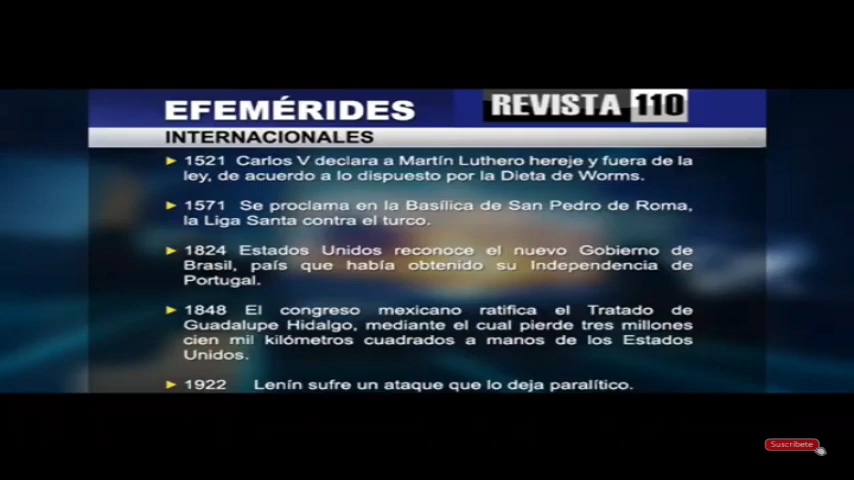 EFEMÉRIDES
REVISTA 110
INTERNACIONALES
1521 Carlos V declara a Martín Luthero hereje y fuera de la
ley, de acuerdo a lo dispuesto por la Dieta de Worms.
1571 Se proclama en la Basílica de San Pedro de Roma,
la Liga Santa contra el turco.
1824 Estados Unidos reconoce el nuevo Gobierno de
Brasil, país que había obtenido su Independencia de
Portugal.
1848 El congreso mexicano ratifica el Tratado de
Guadalupe Hidalgo, mediante el cual pierde tres millones
cien mil kilómetros cuadrados a manos de los Estados
Unidos.
1922 Lenín sufre un ataque que lo deja paralítico.
Suscríbete